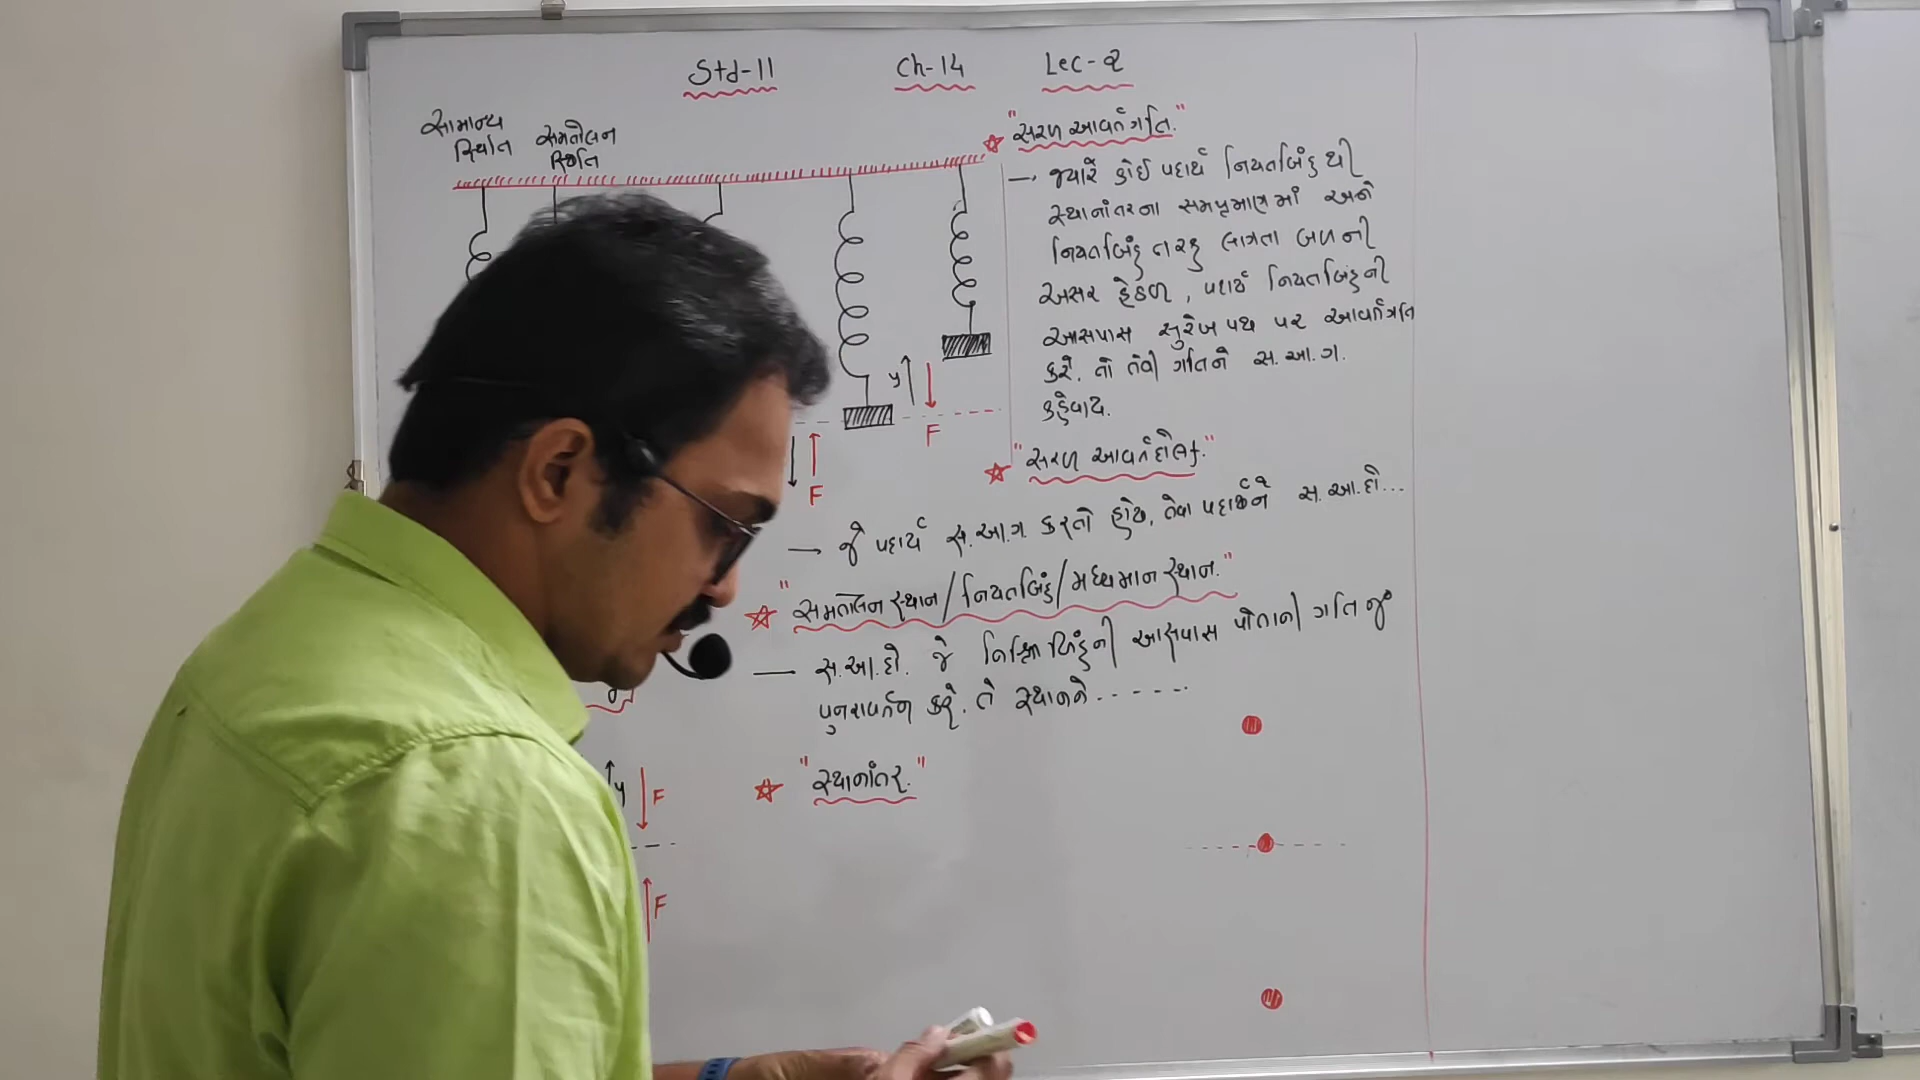 Std-11 Ch-14 Lec-2
સામાન્ય
સ્થિતિ
સમતોલન
સ્થિતિ
"સરળ આવર્તગતિ."
→ જ્યારે કોઈ પદાર્થ નિયતબિંદુથી
સ્થાનાંતરના સમપ્રમાણમાં અને
નિયતબિંદુ તરફ લાગતા બળની
અસર હેઠળ, પદાર્થ નિયતબિંદુની
આસપાસ સુરેખ પથ પર આવર્તગતિ
કરે. તો તેવી ગતિને સ.આ.ગ.
કહેવાય.
y
F
F
"સરળ આવર્તદોલક."
→ જે પદાર્થ સ.આ.ગ કરતો હોય, તેવા પદાર્થને સ.આ.દો...
"સમતોલન સ્થાન/નિયતબિંદુ/મધ્યમાન સ્થાન."
— સ.આ.દો. જે બિંદુની આસપાસ પોતાની ગતિ નું
પુનરાવર્તન કરે. તે સ્થાનને......
"સ્થાનાંતર."
y F
F